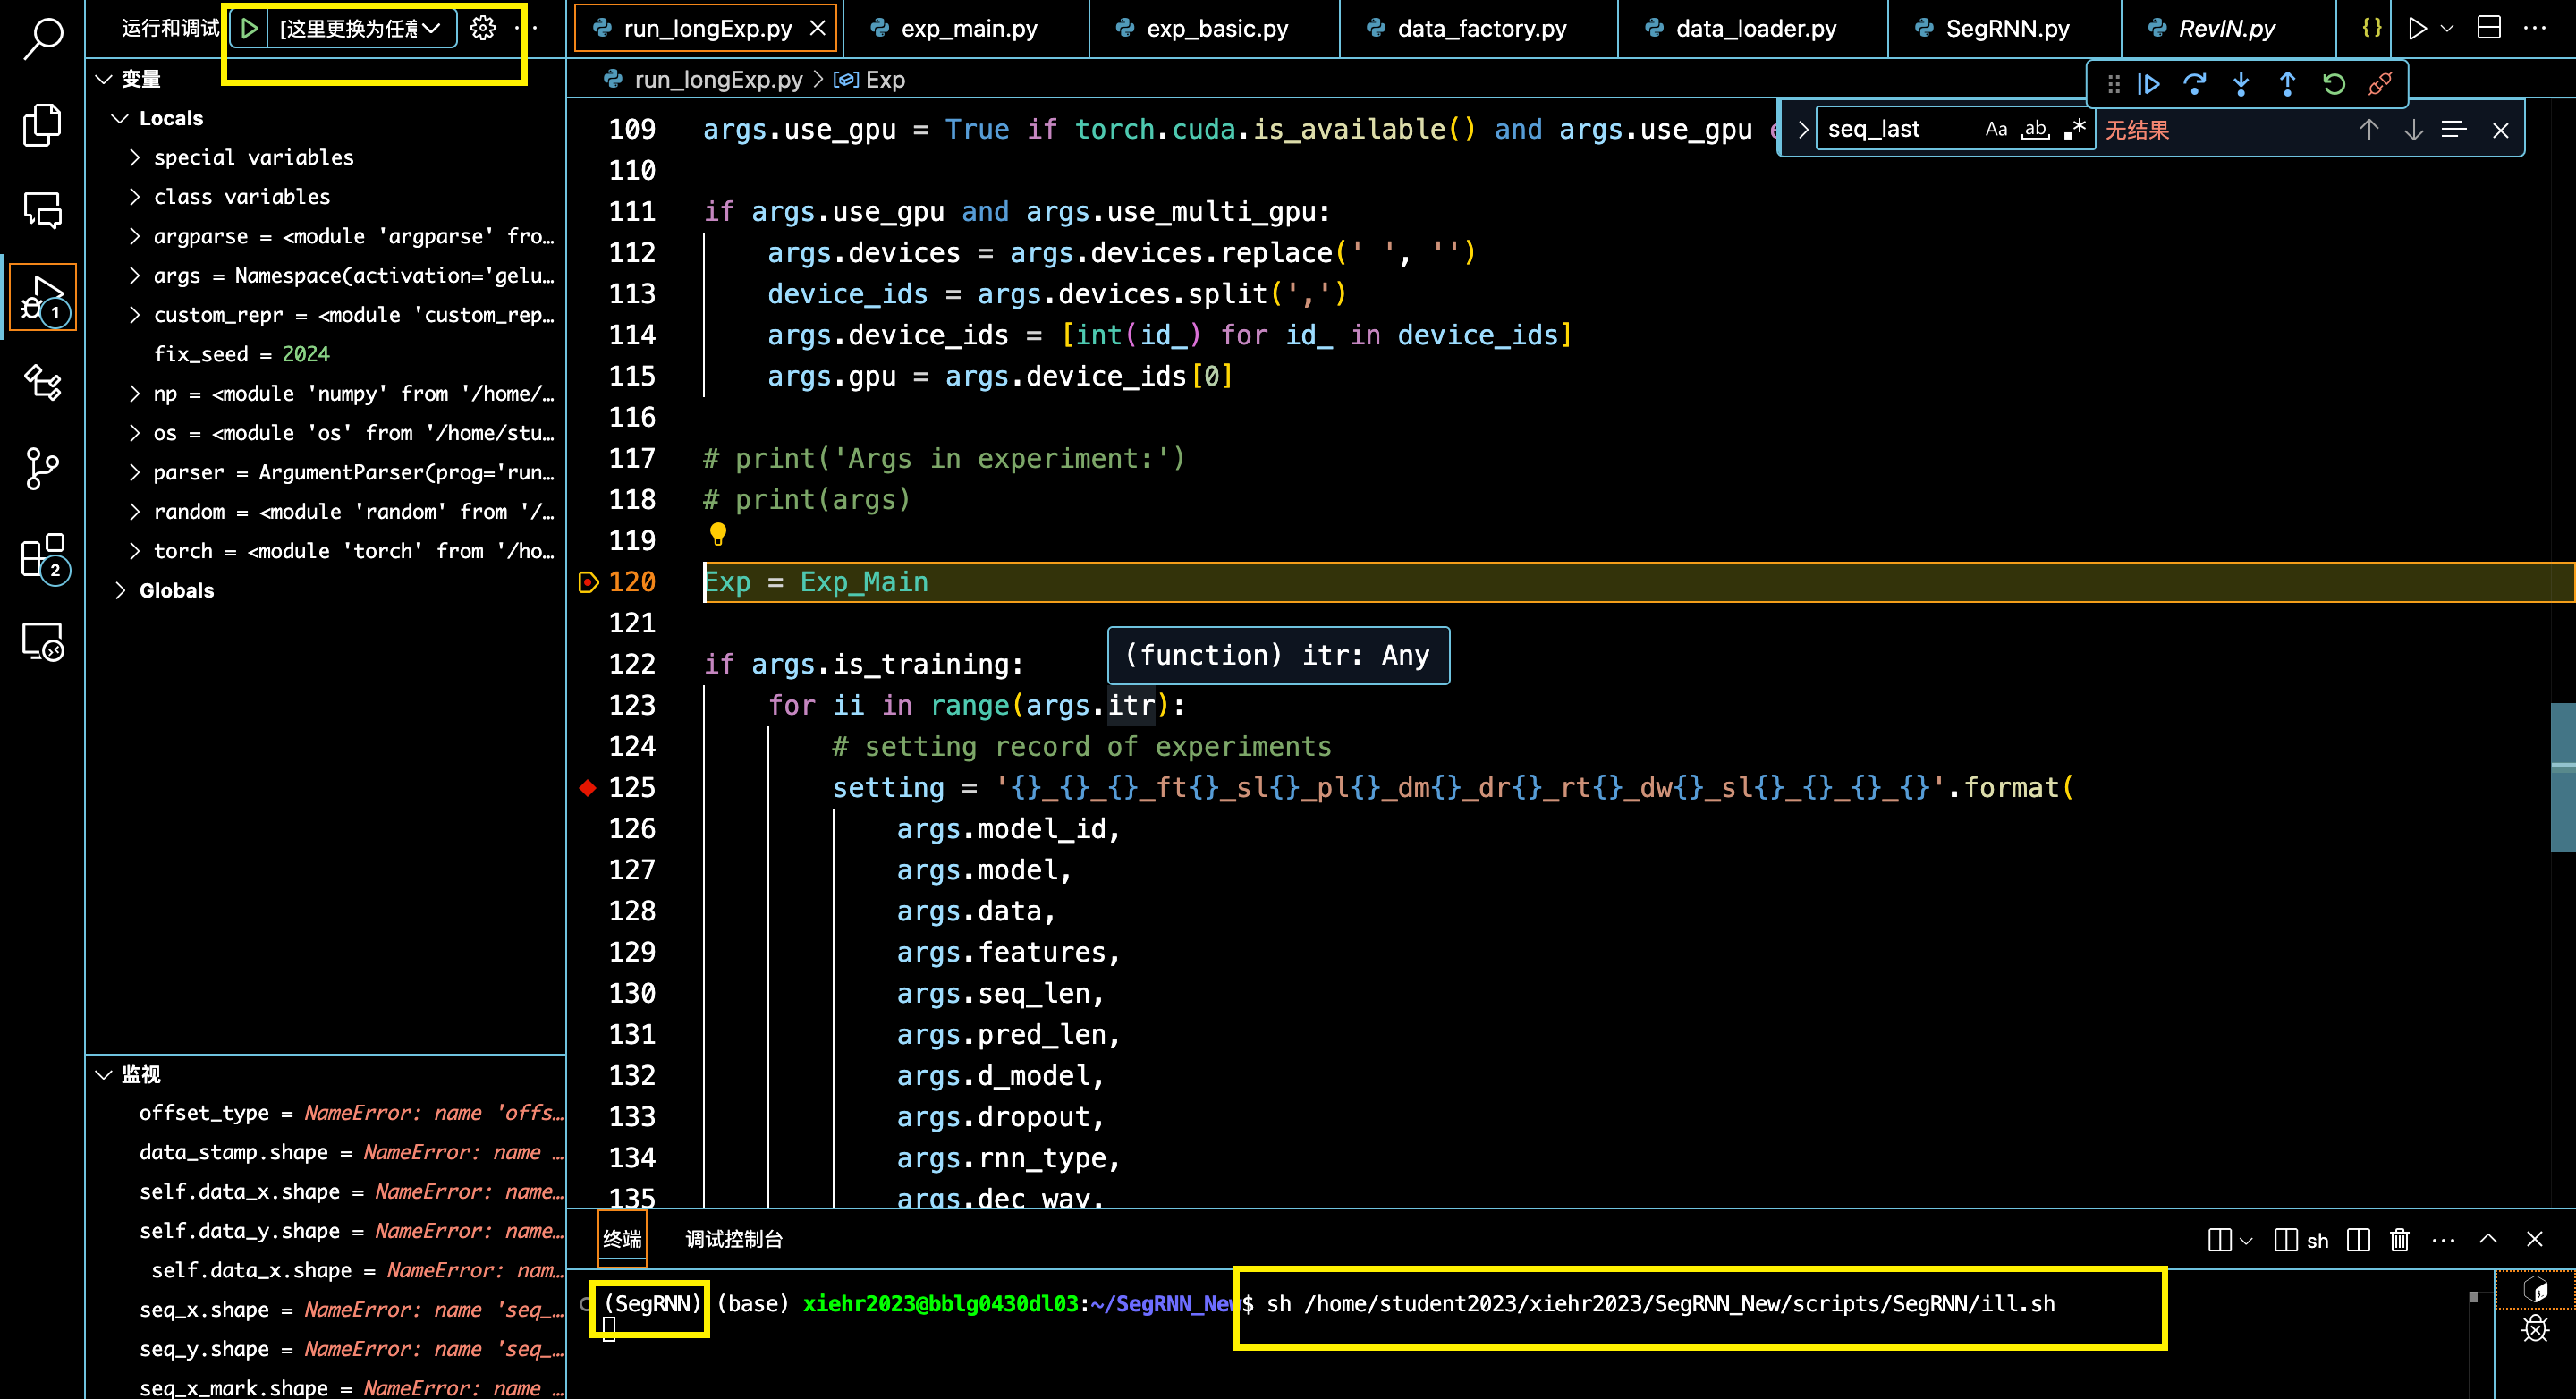 运行和调试 [这里更换为任意
run_longExp.py exp_main.py exp_basic.py data_factory.py data_loader.py SegRNN.py RevIN.py {}
变量
Locals
special variables
class variables
argparse = <module 'argparse' fro…
args = Namespace(activation='gelu…
custom_repr = <module 'custom_rep…
fix_seed = 2024
np = <module 'numpy' from '/home/…
os = <module 'os' from '/home/stu…
parser = ArgumentParser(prog='run…
random = <module 'random' from '/…
torch = <module 'torch' from '/ho…
Globals
1
2
监视
offset_type = NameError: name 'offs…
data_stamp.shape = NameError: name …
self.data_x.shape = NameError: name…
self.data_y.shape = NameError: name…
self.data_x.shape = NameError: nam…
seq_x.shape = NameError: name 'seq_…
seq_y.shape = NameError: name 'seq_…
seq_x_mark.shape = NameError: name …
run_longExp.py > Exp
seq_last Aa ab .* 无结果
109 args.use_gpu = True if torch.cuda.is_available() and args.use_gpu
110
111 if args.use_gpu and args.use_multi_gpu:
112 args.devices = args.devices.replace(' ', '')
113 device_ids = args.devices.split(',')
114 args.device_ids = [int(id_) for id_ in device_ids]
115 args.gpu = args.device_ids[0]
116
117 # print('Args in experiment:')
118 # print(args)
119
120 Exp = Exp_Main
121
(function) itr: Any
122 if args.is_training:
123 for ii in range(args.itr):
124 # setting record of experiments
125 setting = '{}_{}_{}_ft{}_sl{}_pl{}_dm{}_dr{}_rt{}_dw{}_sl{}_{}_{}_{}'.format(
126 args.model_id,
127 args.model,
128 args.data,
129 args.features,
130 args.seq_len,
131 args.pred_len,
132 args.d_model,
133 args.dropout,
134 args.rnn_type,
135 args.dec_way,
终端 调试控制台 sh
(SegRNN) (base) xiehr2023@bblg0430dl03:~/SegRNN_New$ sh /home/student2023/xiehr2023/SegRNN_New/scripts/SegRNN/ill.sh